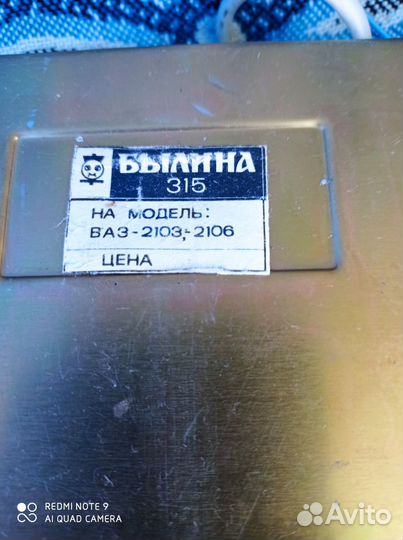 БЫЛИНА
315
НА МОДЕЛЬ:
ВАЗ-2103,-2106
ЦЕНА
REDMI NOTE 9
AI QUAD CAMERA
Avito